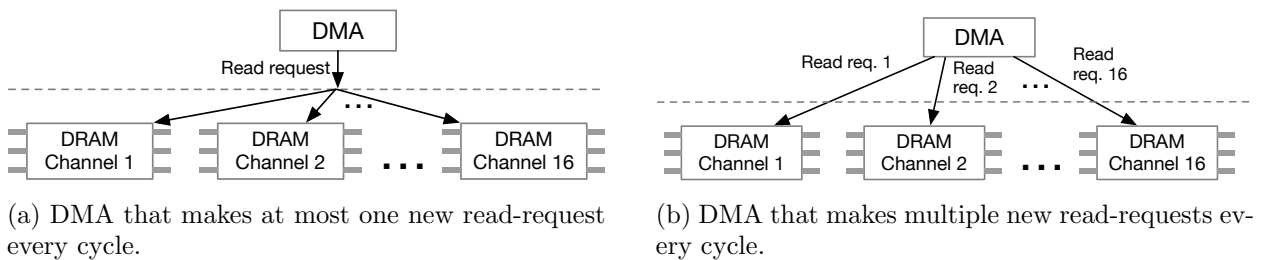 DMA
Read request
...
DRAM
Channel 1
DRAM
Channel 2
...
DRAM
Channel 16
(a) DMA that makes at most one new read-request
every cycle.
DMA
Read req. 1
Read
req. 2
...
Read
req. 16
DRAM
Channel 1
DRAM
Channel 2
...
DRAM
Channel 16
(b) DMA that makes multiple new read-requests ev-
ery cycle.